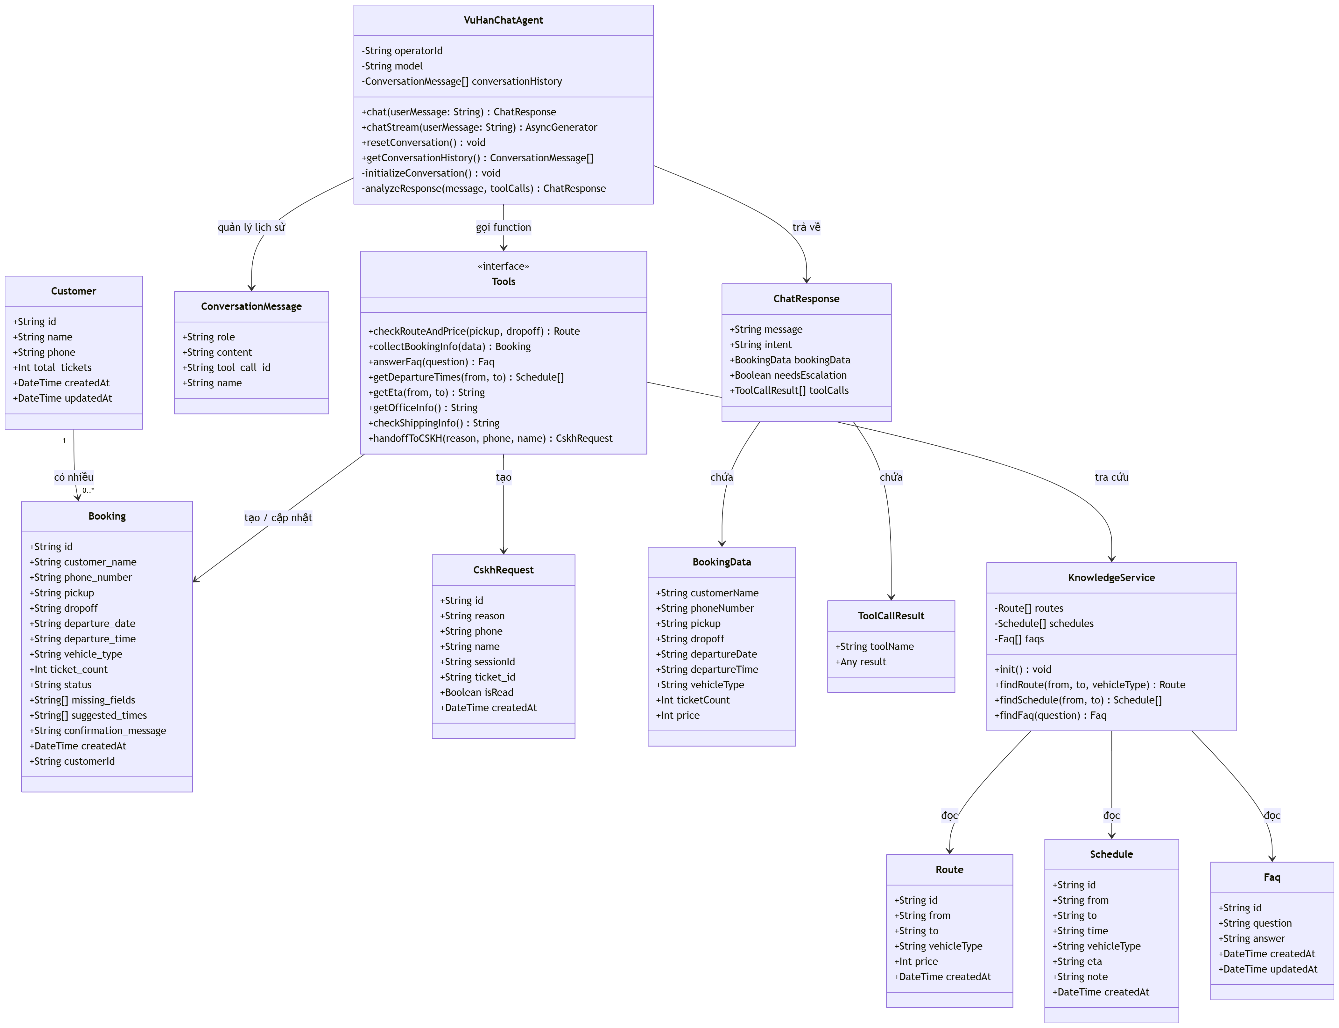 VuHanChatAgent
-String operatorId
-String model
-ConversationMessage[] conversationHistory
+chat(userMessage: String) : ChatResponse
+chatStream(userMessage: String) : AsyncGenerator
+resetConversation() : void
+getConversationHistory() : ConversationMessage[]
-initializeConversation() : void
-analyzeResponse(message, toolCalls) : ChatResponse
quản lý lịch sử
gọi function
trả về
Customer
+String id
+String name
+String phone
+Int total_tickets
+DateTime createdAt
+DateTime updatedAt
ConversationMessage
+String role
+String content
+String tool_call_id
+String name
«interface»
Tools
+checkRouteAndPrice(pickup, dropoff) : Route
+collectBookingInfo(data) : Booking
+answerFaq(question) : Faq
+getDepartureTimes(from, to) : Schedule[]
+getEta(from, to) : String
+getOfficeInfo() : String
+checkShippingInfo() : String
+handoffToCSKH(reason, phone, name) : CskhRequest
ChatResponse
+String message
+String intent
+BookingData bookingData
+Boolean needsEscalation
+ToolCallResult[] toolCalls
1
có nhiều
0..*
tạo / cập nhật
tạo
chứa
chứa
tra cứu
Booking
+String id
+String customer_name
+String phone_number
+String pickup
+String dropoff
+String departure_date
+String departure_time
+String vehicle_type
+Int ticket_count
+String status
+String[] missing_fields
+String[] suggested_times
+String confirmation_message
+DateTime createdAt
+String customerId
CskhRequest
+String id
+String reason
+String phone
+String name
+String sessionId
+String ticket_id
+Boolean isRead
+DateTime createdAt
BookingData
+String customerName
+String phoneNumber
+String pickup
+String dropoff
+String departureDate
+String departureTime
+String vehicleType
+Int ticketCount
+Int price
ToolCallResult
+String toolName
+Any result
KnowledgeService
-Route[] routes
-Schedule[] schedules
-Faq[] faqs
+init() : void
+findRoute(from, to, vehicleType) : Route
+findSchedule(from, to) : Schedule[]
+findFaq(question) : Faq
đọc
đọc
đọc
Route
+String id
+String from
+String to
+String vehicleType
+Int price
+DateTime createdAt
Schedule
+String id
+String from
+String to
+String time
+String vehicleType
+String eta
+String note
+DateTime createdAt
Faq
+String id
+String question
+String answer
+DateTime createdAt
+DateTime updatedAt